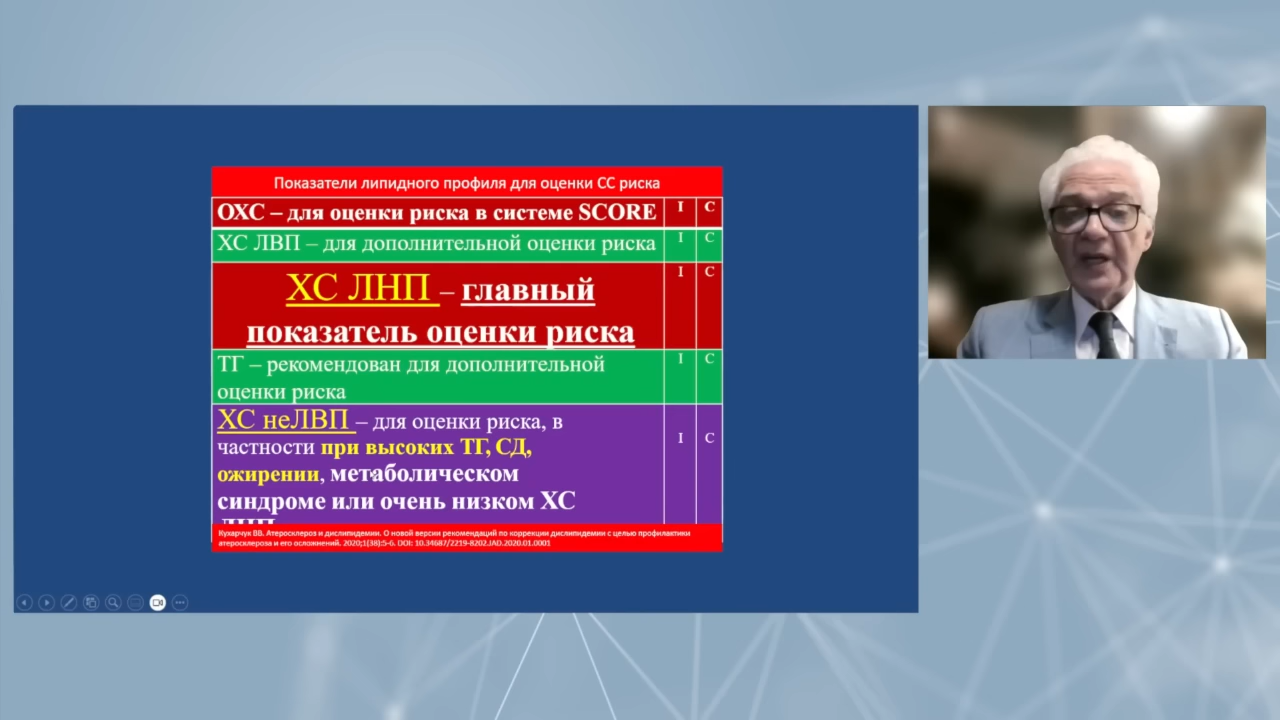 Показатели липидного профиля для оценки СС риска
ОХС – для оценки риска в системе SCORE I C
ХС ЛВП – для дополнительной оценки риска I C
ХС ЛНП – главный I C
показатель оценки риска
ТГ – рекомендован для дополнительной I C
оценки риска
ХС неЛВП – для оценки риска, в
частности при высоких ТГ, СД, I C
ожирении, метаболическом
синдроме или очень низком ХС
Кухарчук ВВ. Атеросклероз и дислипидемии. О новой версии рекомендаций по коррекции дислипидемии с целью профилактики
атеросклероза и его осложнений. 2020;1(38):5-6. DOI: 10.34687/2219-8202.JAD.2020.01.0001